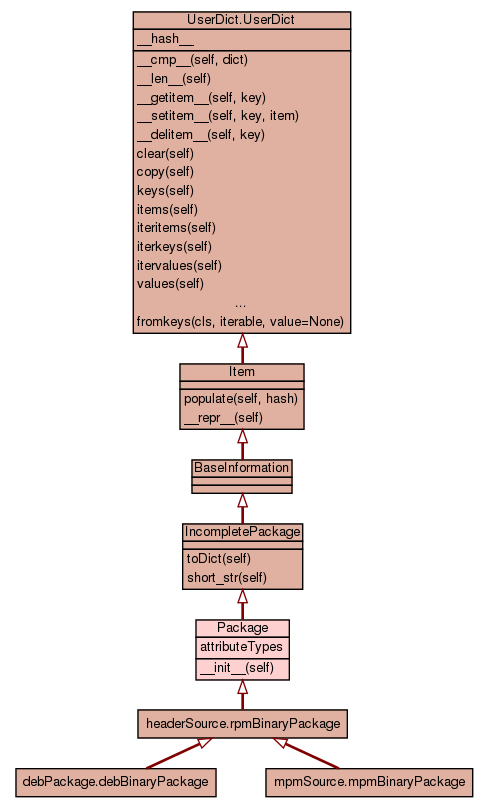 UserDict.UserDict
__hash__
__cmp__(self, dict)
__len__(self)
__getitem__(self, key)
__setitem__(self, key, item)
__delitem__(self, key)
clear(self)
copy(self)
keys(self)
items(self)
iteritems(self)
iterkeys(self)
itervalues(self)
values(self)
...
fromkeys(cls, iterable, value=None)
Item
populate(self, hash)
__repr__(self)
BaseInformation
IncompletePackage
toDict(self)
short_str(self)
Package
attributeTypes
__init__(self)
headerSource.rpmBinaryPackage
debPackage.debBinaryPackage
mpmSource.mpmBinaryPackage